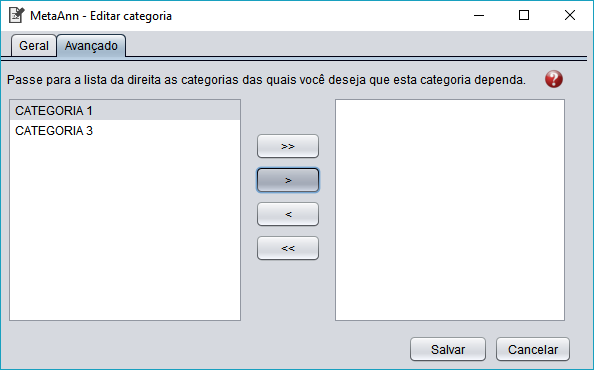 MetaAnn - Editar categoria
Geral Avançado
Passe para a lista da direita as categorias das quais você deseja que esta categoria dependa. ?
CATEGORIA 1
CATEGORIA 3
>>
>
<
<<
Salvar Cancelar